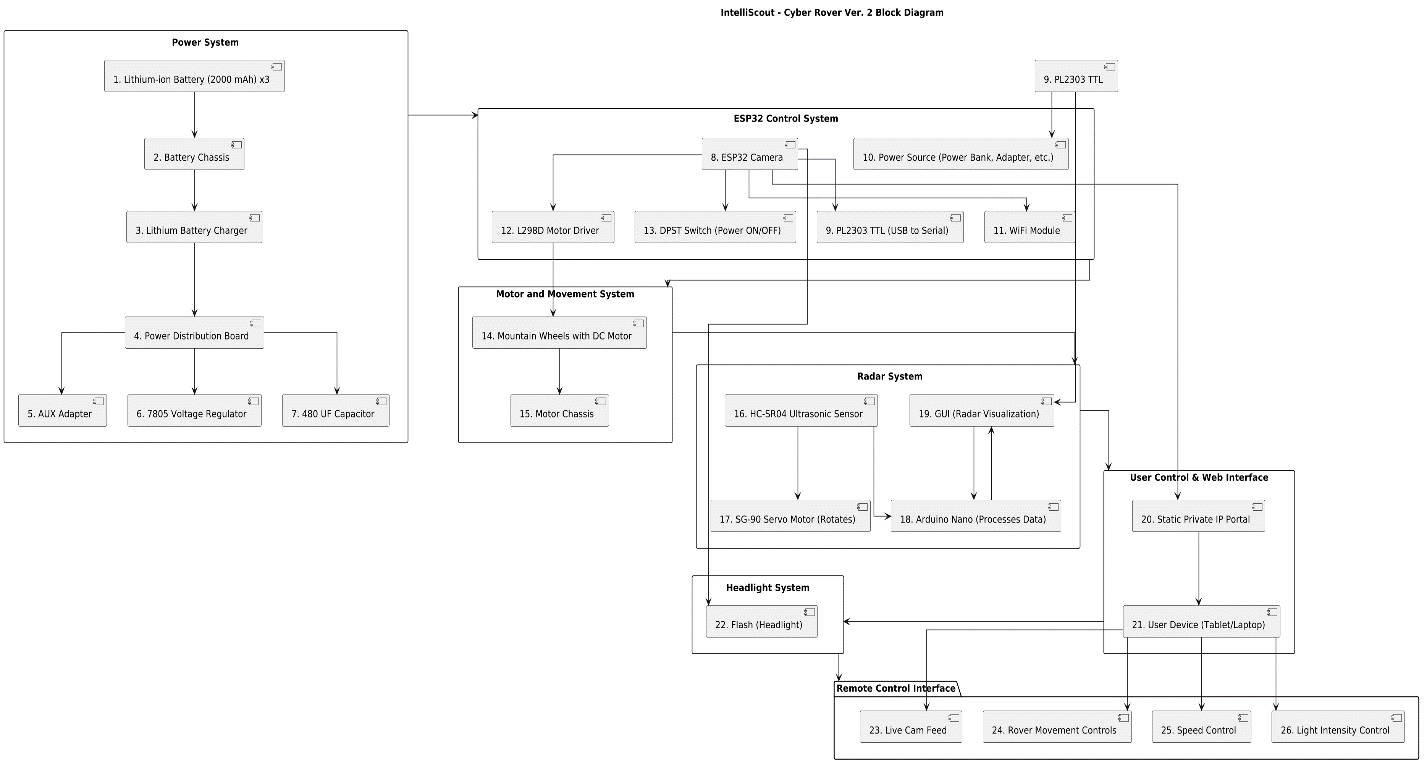 IntelliScout - Cyber Rover Ver. 2 Block Diagram
Power System
1. Lithium-ion Battery (2000 mAh) x3
2. Battery Chassis
3. Lithium Battery Charger
4. Power Distribution Board
5. AUX Adapter
6. 7805 Voltage Regulator
7. 480 UF Capacitor
9. PL2303 TTL
ESP32 Control System
8. ESP32 Camera
10. Power Source (Power Bank, Adapter, etc.)
12. L298D Motor Driver
13. DPST Switch (Power ON/OFF)
9. PL2303 TTL (USB to Serial)
11. WiFi Module
Motor and Movement System
14. Mountain Wheels with DC Motor
15. Motor Chassis
Radar System
16. HC-SR04 Ultrasonic Sensor
19. GUI (Radar Visualization)
17. SG-90 Servo Motor (Rotates)
18. Arduino Nano (Processes Data)
User Control & Web Interface
20. Static Private IP Portal
21. User Device (Tablet/Laptop)
Headlight System
22. Flash (Headlight)
Remote Control Interface
23. Live Cam Feed
24. Rover Movement Controls
25. Speed Control
26. Light Intensity Control